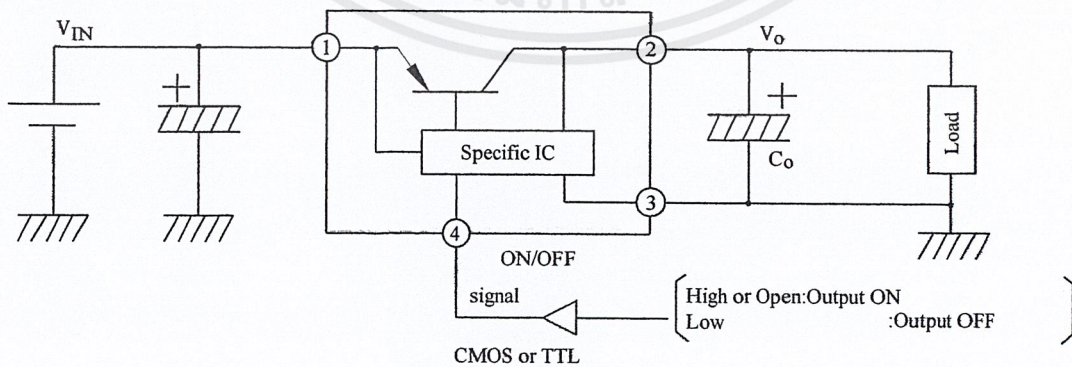 V_IN
1
2
V_o
+
+
Specific IC
C_o
Load
3
4
ON/OFF
signal
High or Open:Output ON
Low :Output OFF
CMOS or TTL